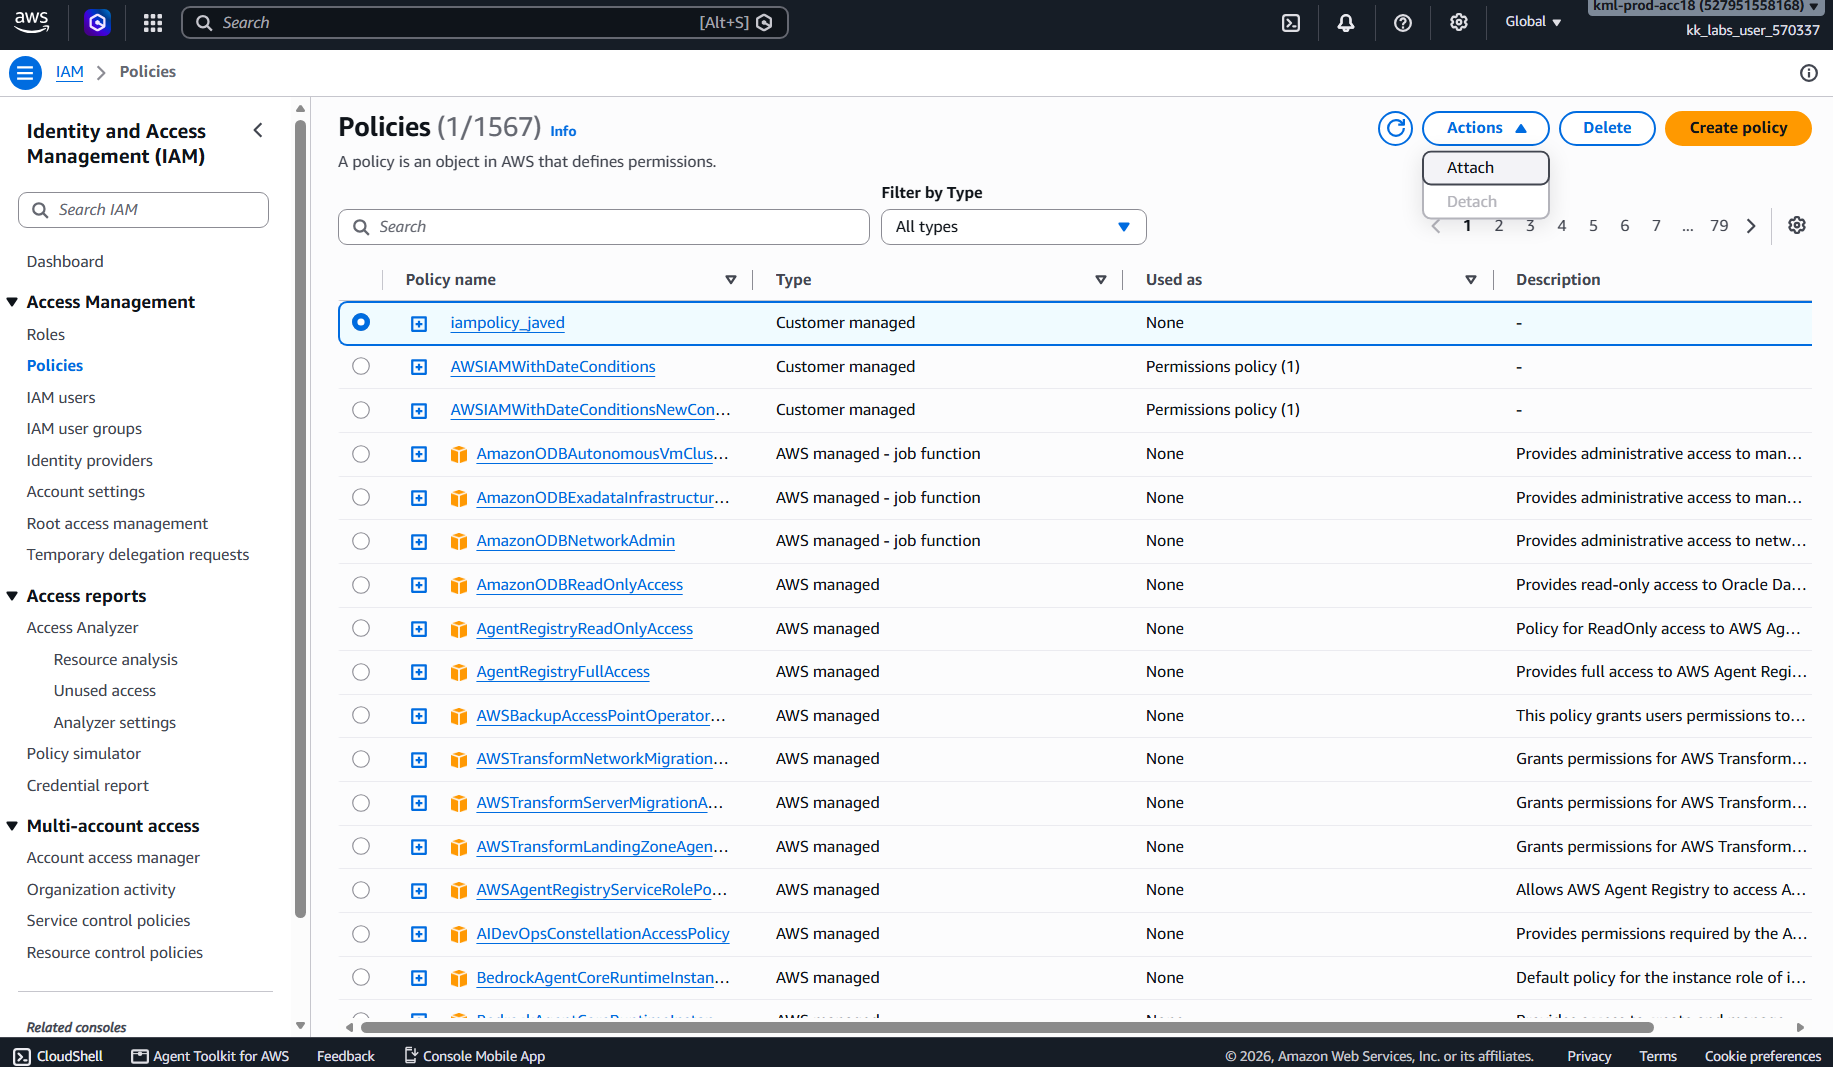 aws
Search
[Alt+S]
Global
kml-prod-acc18 (527951558168)
kk_labs_user_570337
IAM
Policies
Identity and Access Management (IAM)
Search IAM
Dashboard
Access Management
Roles
Policies
IAM users
IAM user groups
Identity providers
Account settings
Root access management
Temporary delegation requests
Access reports
Access Analyzer
Resource analysis
Unused access
Analyzer settings
Policy simulator
Credential report
Multi-account access
Account access manager
Organization activity
Service control policies
Resource control policies
Related consoles
Policies (1/1567) Info
A policy is an object in AWS that defines permissions.
Actions
Delete
Create policy
Attach
Detach
Filter by Type
Search
All types
1 2 3 4 5 6 7 ... 79
Policy name Type Used as Description
iampolicy_javed Customer managed None -
AWSIAMWithDateConditions Customer managed Permissions policy (1) -
AWSIAMWithDateConditionsNewCon... Customer managed Permissions policy (1) -
AmazonODBAutonomousVmClus... AWS managed - job function None Provides administrative access to man...
AmazonODBExadataInfrastructur... AWS managed - job function None Provides administrative access to man...
AmazonODBNetworkAdmin AWS managed - job function None Provides administrative access to netw...
AmazonODBReadOnlyAccess AWS managed None Provides read-only access to Oracle Da...
AgentRegistryReadOnlyAccess AWS managed None Policy for ReadOnly access to AWS Ag...
AgentRegistryFullAccess AWS managed None Provides full access to AWS Agent Regi...
AWSBackupAccessPointOperator... AWS managed None This policy grants users permissions to...
AWSTransformNetworkMigration... AWS managed None Grants permissions for AWS Transform...
AWSTransformServerMigrationA... AWS managed None Grants permissions for AWS Transform...
AWSTransformLandingZoneAgen... AWS managed None Grants permissions for AWS Transform...
AWSAgentRegistryServiceRolePo... AWS managed None Allows AWS Agent Registry to access A...
AIDevOpsConstellationAccessPolicy AWS managed None Provides permissions required by the A...
BedrockAgentCoreRuntimeInstan... AWS managed None Default policy for the instance role of i...
CloudShell
Agent Toolkit for AWS
Feedback
Console Mobile App
© 2026, Amazon Web Services, Inc. or its affiliates.
Privacy
Terms
Cookie preferences